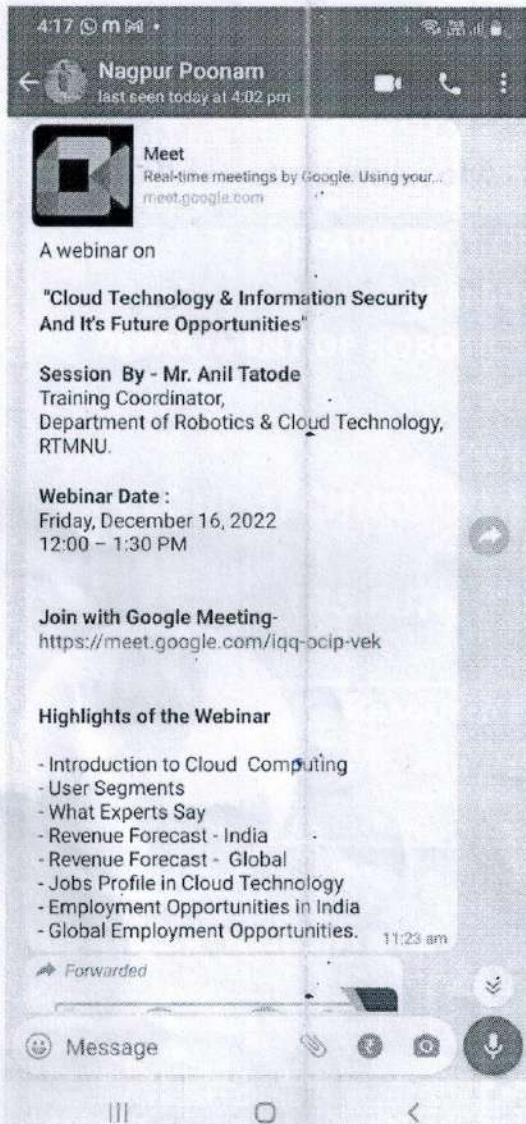 4:17
Nagpur Poonam
last seen today at 4:02 pm
Meet
Real-time meetings by Google. Using your...
meet.google.com
A webinar on
"Cloud Technology & Information Security
And It's Future Opportunities"
Session By - Mr. Anil Tatode
Training Coordinator,
Department of Robotics & Cloud Technology,
RTMNU.
Webinar Date :
Friday, December 16, 2022
12:00 – 1:30 PM
Join with Google Meeting-
https://meet.google.com/iqq-ocip-vek
Highlights of the Webinar
- Introduction to Cloud Computing
- User Segments
- What Experts Say
- Revenue Forecast - India
- Revenue Forecast - Global
- Jobs Profile in Cloud Technology
- Employment Opportunities in India
- Global Employment Opportunities.
11:23 am
Forwarded
Message